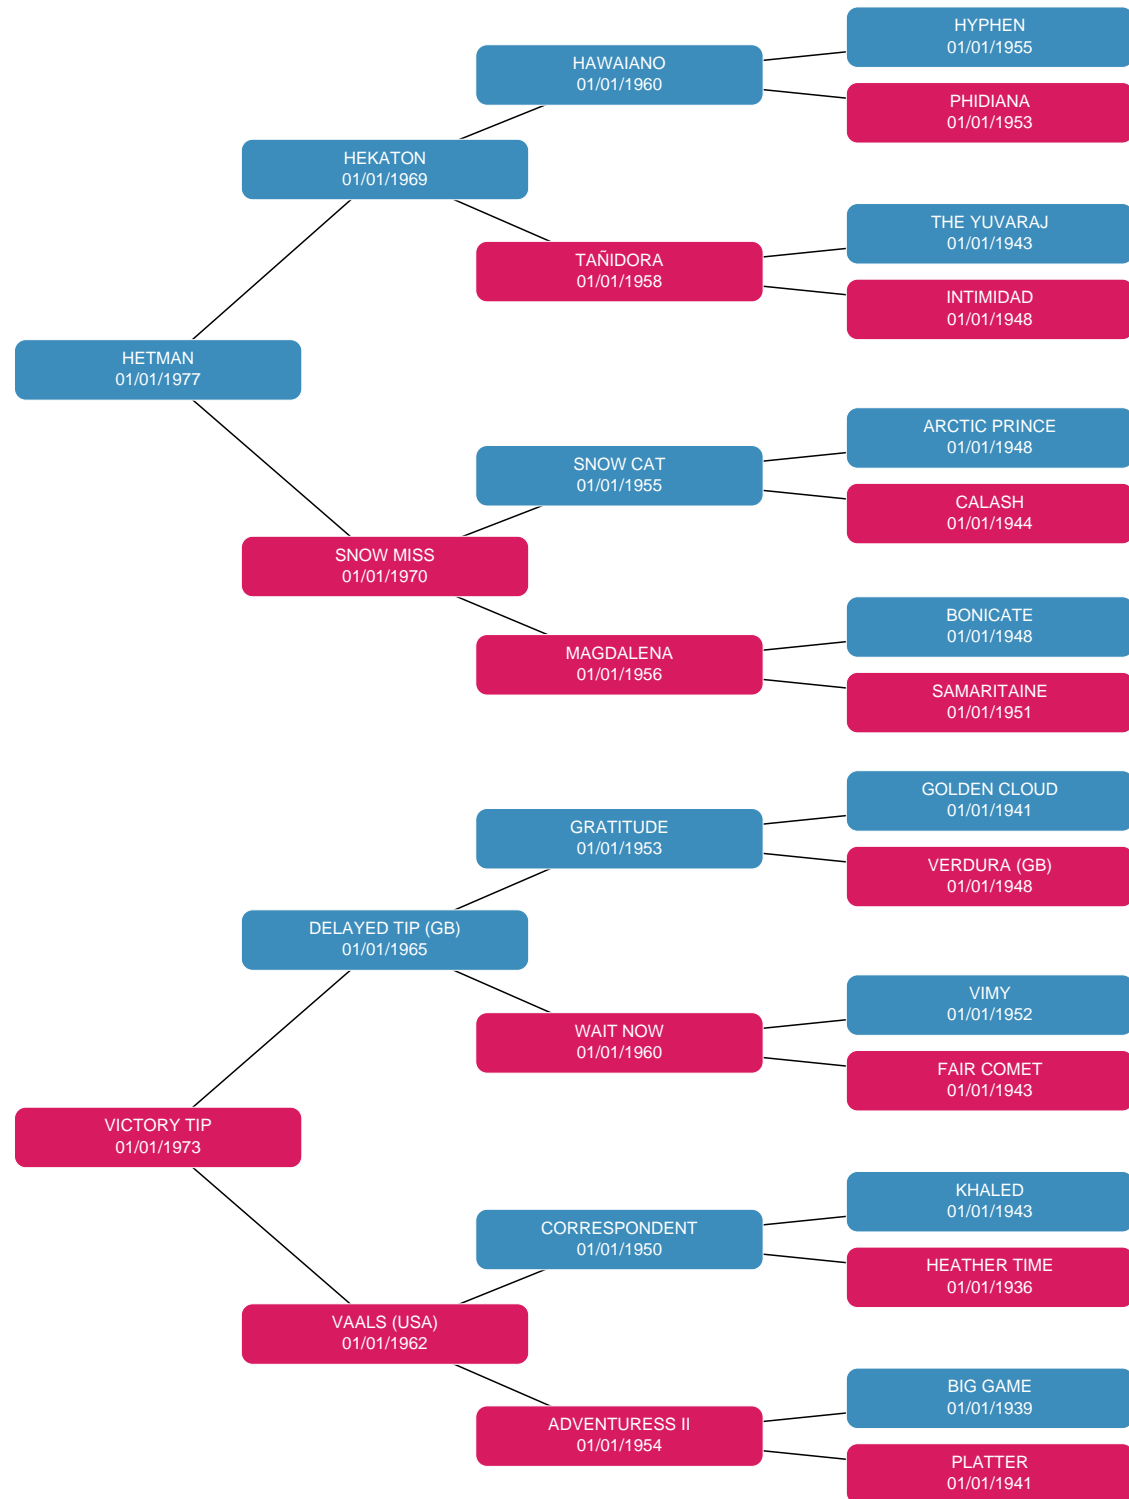 HYPHEN
01/01/1955
HAWAIANO
01/01/1960
PHIDIANA
01/01/1953
HEKATON
01/01/1969
THE YUVARAJ
01/01/1943
TAÑIDORA
01/01/1958
INTIMIDAD
01/01/1948
HETMAN
01/01/1977
ARCTIC PRINCE
01/01/1948
SNOW CAT
01/01/1955
CALASH
01/01/1944
SNOW MISS
01/01/1970
BONICATE
01/01/1948
MAGDALENA
01/01/1956
SAMARITAINE
01/01/1951
GOLDEN CLOUD
01/01/1941
GRATITUDE
01/01/1953
VERDURA (GB)
01/01/1948
DELAYED TIP (GB)
01/01/1965
VIMY
01/01/1952
WAIT NOW
01/01/1960
FAIR COMET
01/01/1943
VICTORY TIP
01/01/1973
KHALED
01/01/1943
CORRESPONDENT
01/01/1950
HEATHER TIME
01/01/1936
VAALS (USA)
01/01/1962
BIG GAME
01/01/1939
ADVENTURESS II
01/01/1954
PLATTER
01/01/1941